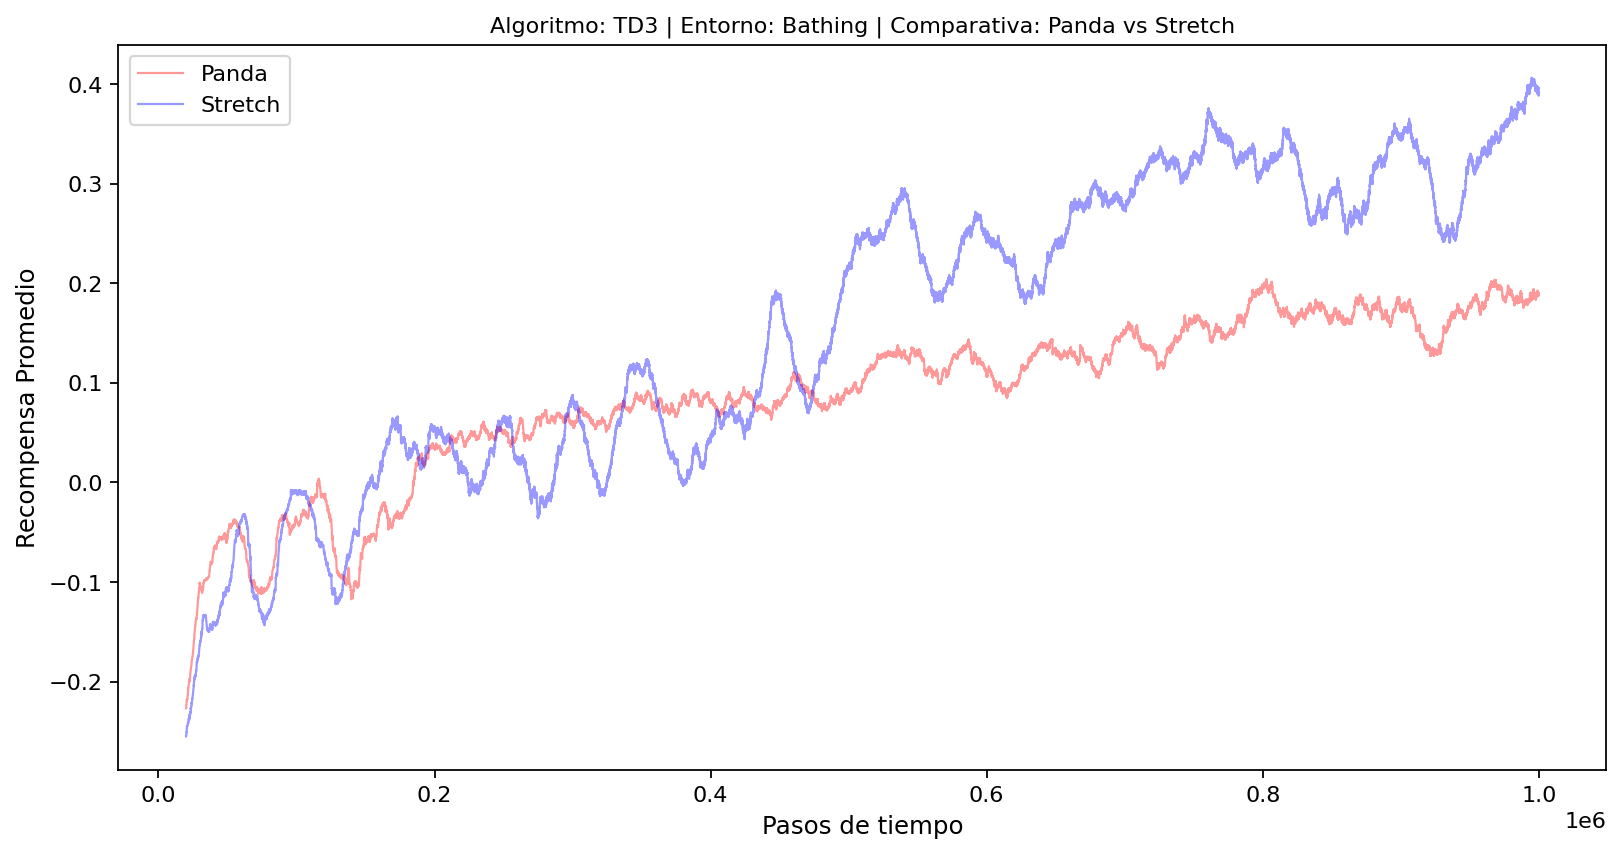 Algoritmo: TD3 | Entorno: Bathing | Comparativa: Panda vs Stretch
Panda
Stretch
Recompensa Promedio
0.4
0.3
0.2
0.1
0.0
−0.1
−0.2
0.0
0.2
0.4
0.6
0.8
1.0
1e6
Pasos de tiempo